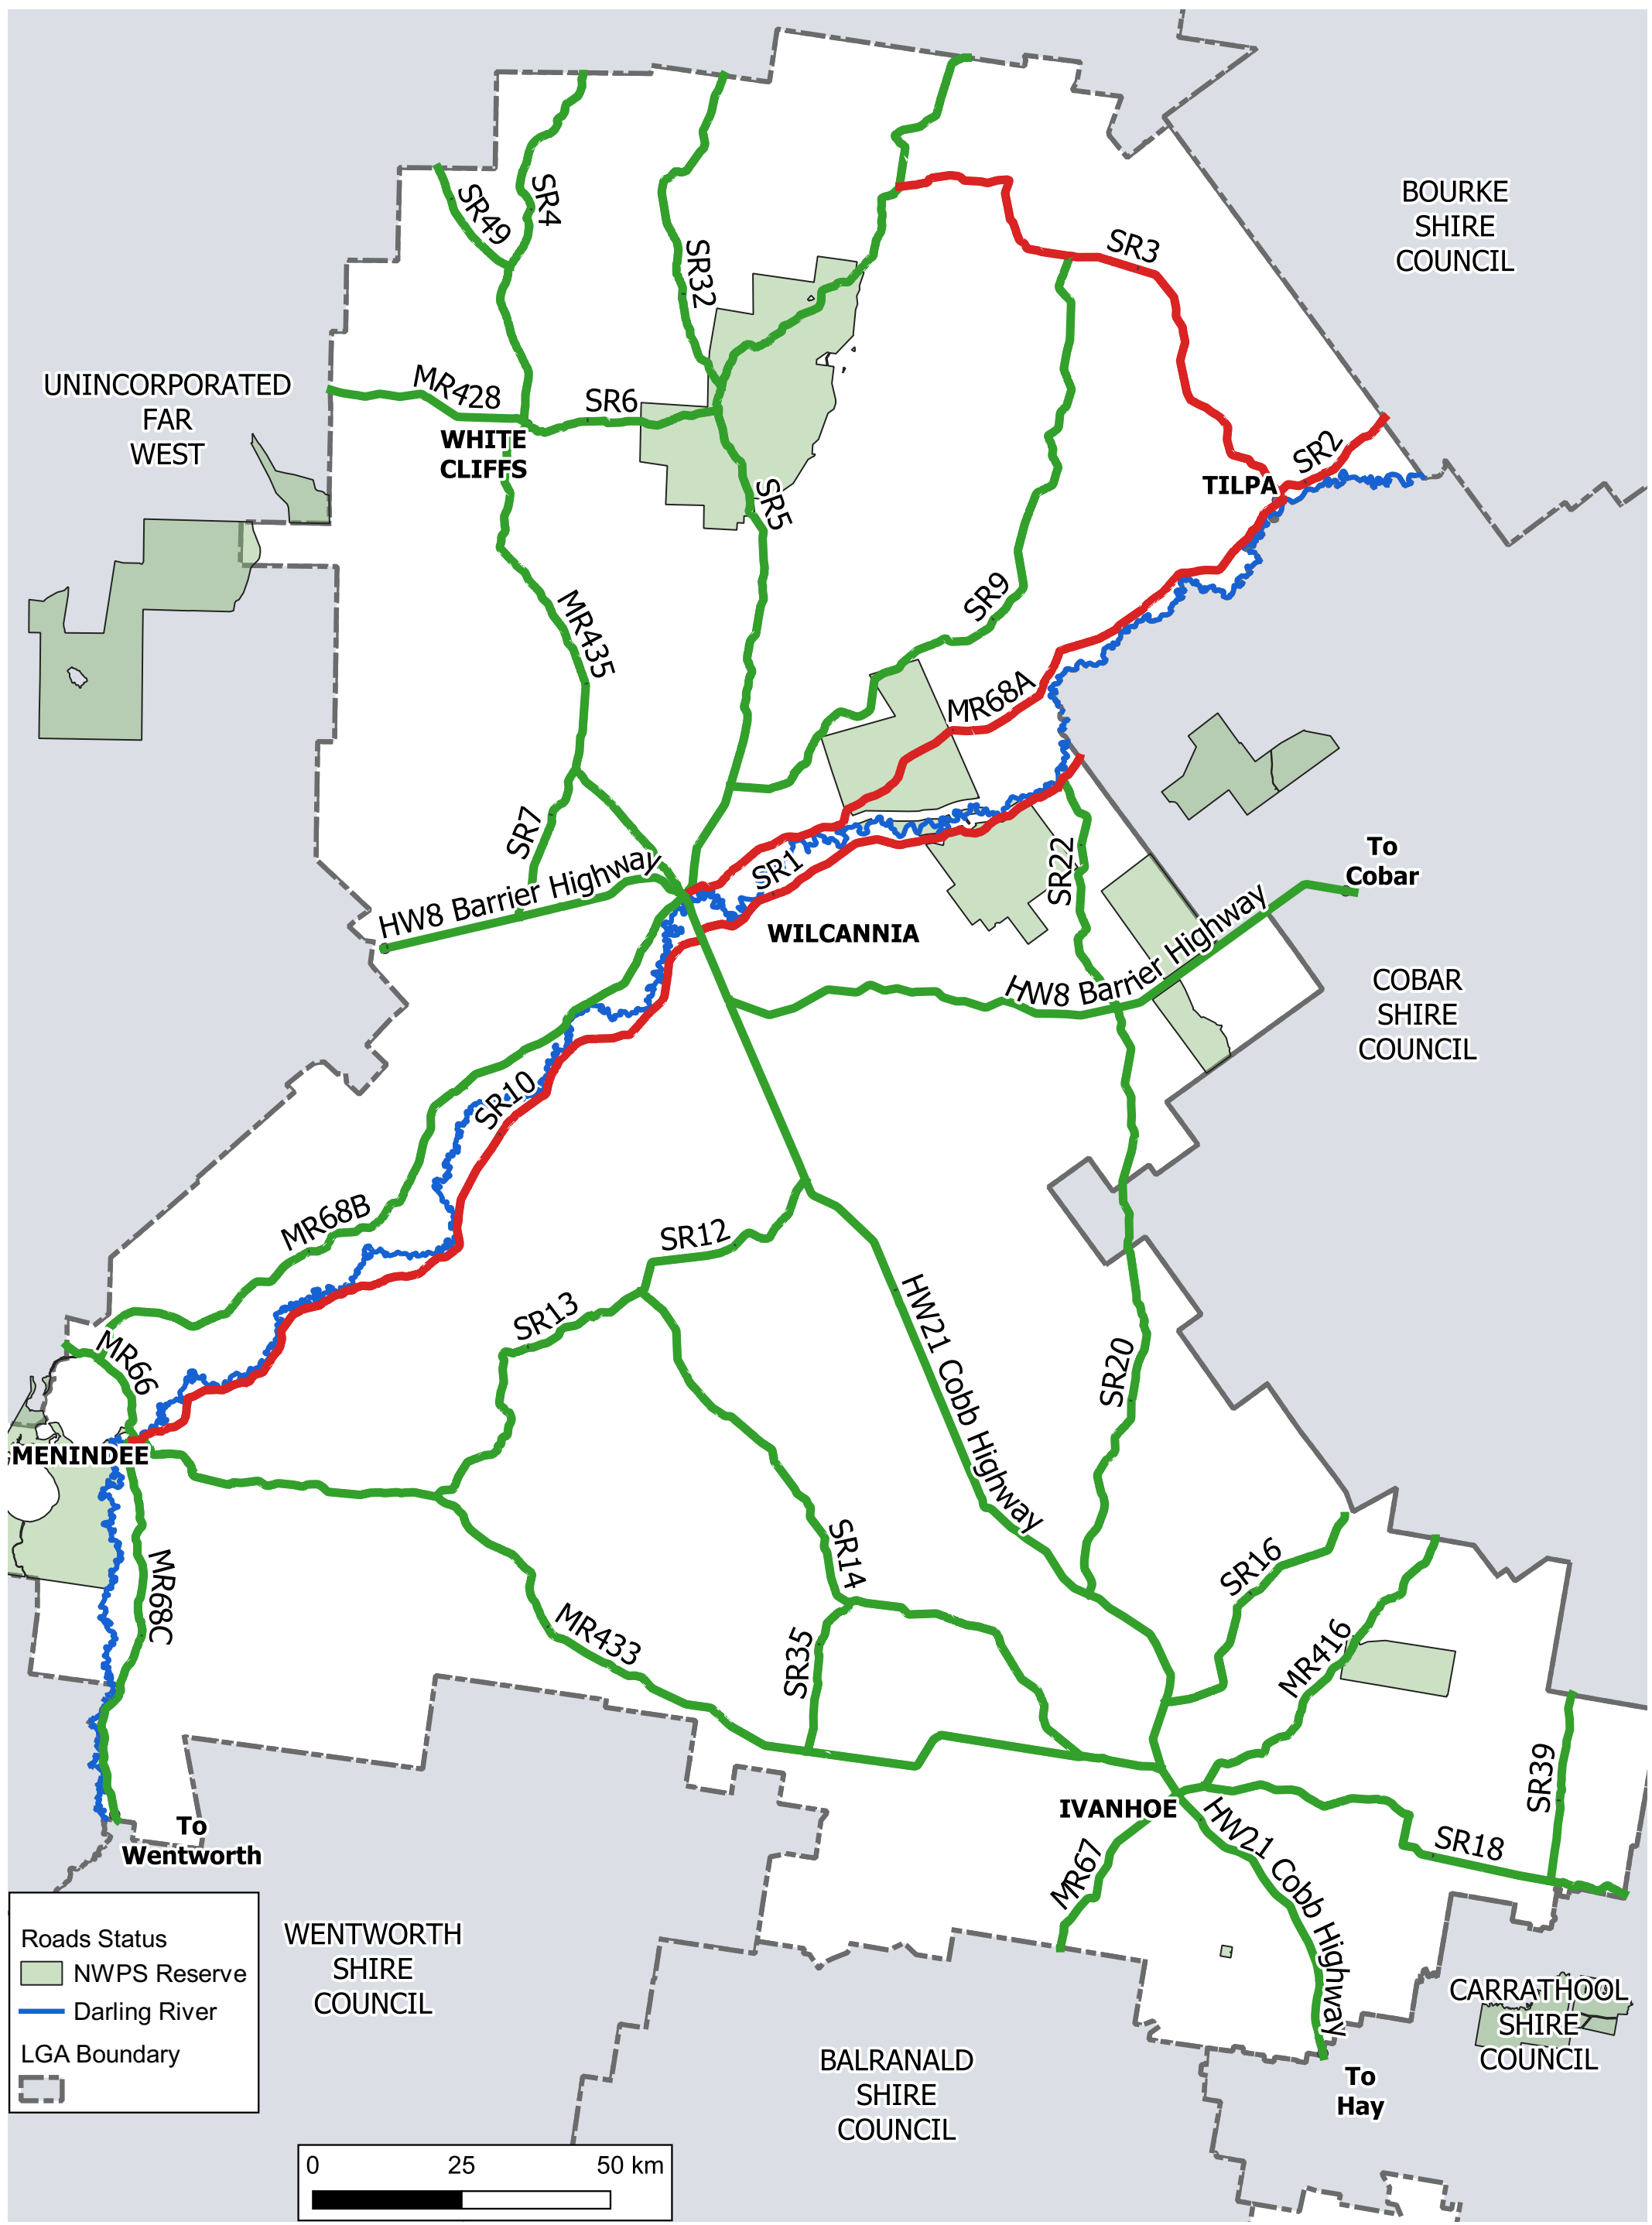 BOURKE
SHIRE
COUNCIL
SR49
SR4
SR32
SR3
UNINCORPORATED
FAR
WEST
MR428
SR6
WHITE
CLIFFS
SR5
SR2
TILPA
SR9
MR435
MR68A
SR7
SR1
SR22
To
Cobar
HW8 Barrier Highway
WILCANNIA
HW8 Barrier Highway
COBAR
SHIRE
COUNCIL
SR10
MR68B
SR12
SR13
HW21 Cobb Highway
SR20
MR66
MENINDEE
SR14
SR16
MR68C
MR433
SR35
MR416
SR39
IVANHOE
To
Wentworth
HW21 Cobb Highway
SR18
MR67
WENTWORTH
SHIRE
COUNCIL
CARRATHOOL
SHIRE
COUNCIL
BALRANALD
SHIRE
COUNCIL
To
Hay
Roads Status
NWPS Reserve
Darling River
LGA Boundary
0 25 50 km